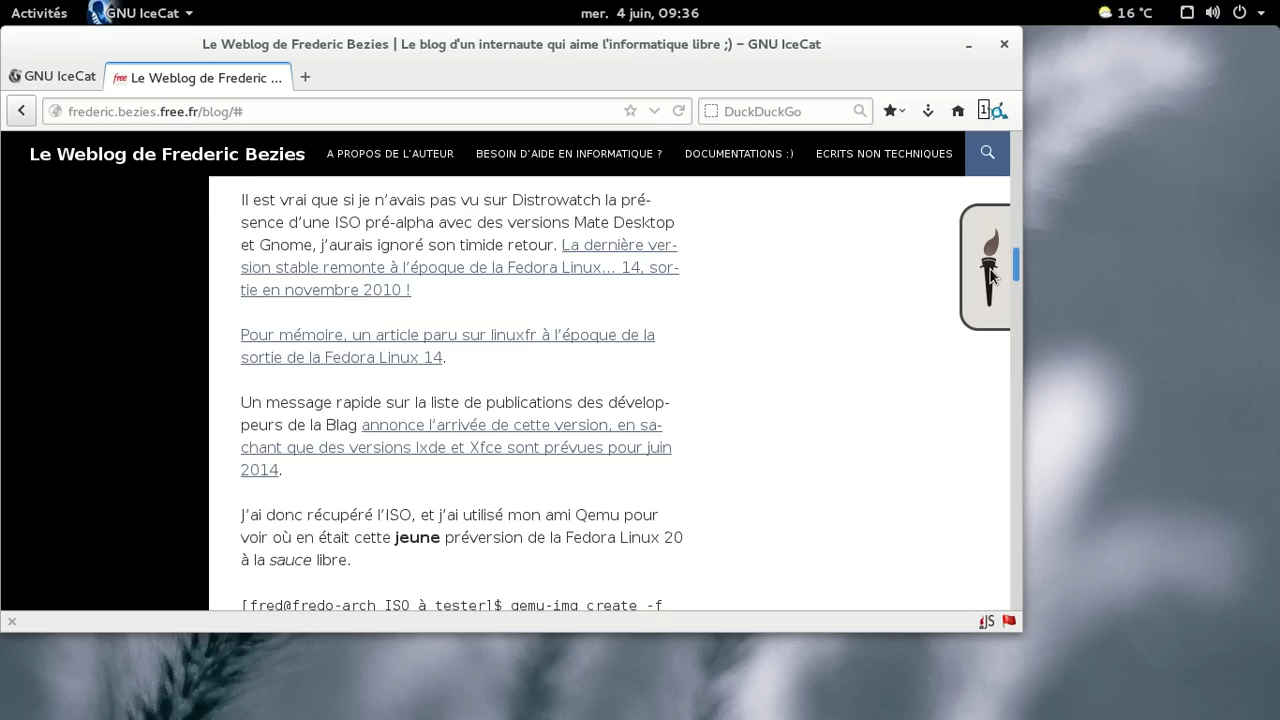 Activités
GNU IceCat
mer. 4 juin, 09:36
16 °C
Le Weblog de Frederic Bezies | Le blog d'un internaute qui aime l'informatique libre ;) – GNU IceCat
GNU IceCat
free Le Weblog de Frederic ...
frederic.bezies.free.fr/blog/#
DuckDuckGo
1
Le Weblog de Frederic Bezies
A PROPOS DE L'AUTEUR
BESOIN D'AIDE EN INFORMATIQUE ?
DOCUMENTATIONS :)
ECRITS NON TECHNIQUES
Il est vrai que si je n'avais pas vu sur Distrowatch la pré-
sence d'une ISO pré-alpha avec des versions Mate Desktop
et Gnome, j'aurais ignoré son timide retour. La dernière ver-
sion stable remonte à l'époque de la Fedora Linux… 14, sor-
tie en novembre 2010 !
Pour mémoire, un article paru sur linuxfr à l'époque de la
sortie de la Fedora Linux 14.
Un message rapide sur la liste de publications des dévelop-
peurs de la Blag annonce l'arrivée de cette version, en sa-
chant que des versions lxde et Xfce sont prévues pour juin
2014.
J'ai donc récupéré l'ISO, et j'ai utilisé mon ami Qemu pour
voir où en était cette jeune préversion de la Fedora Linux 20
à la sauce libre.
[fred@fredo-arch ISO à tester]$ qemu-img create -f
JS